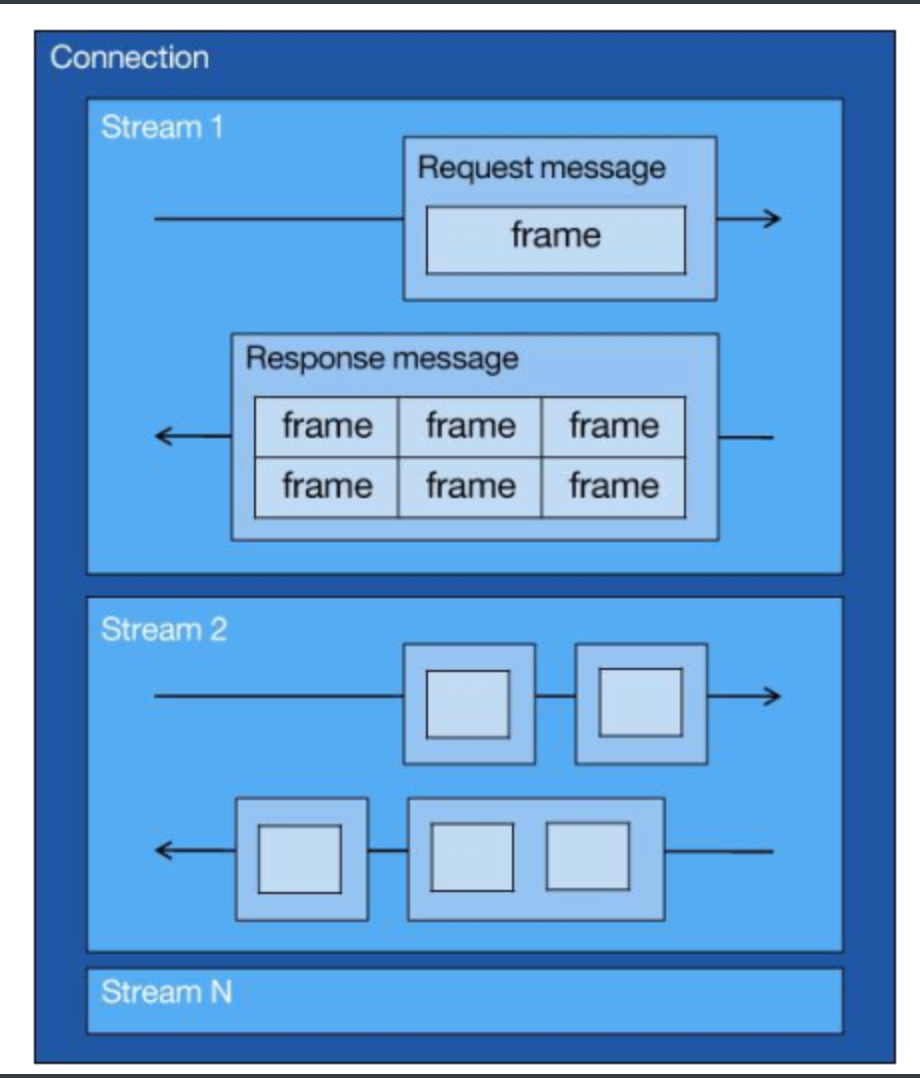 Connection
Stream 1
Request message
frame
Response message
frame frame frame
frame frame frame
Stream 2
Stream N